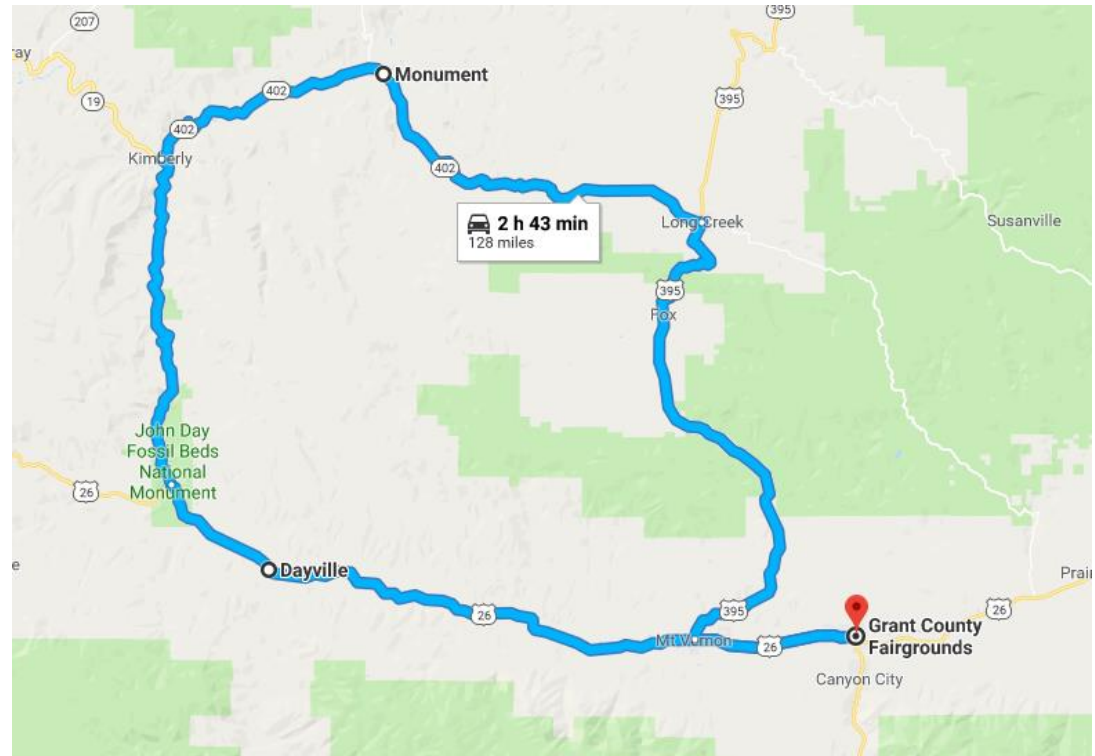 207
395
ray
Monument
402
19
395
402
Kimberly
402
2 h 43 min
128 miles
Long Creek
Susanville
395
Fox
John Day
Fossil Beds
National
Monument
26
Dayville
e
Prair
26
395
26
Grant County
Fairgrounds
Mt Vernon
26
Canyon City